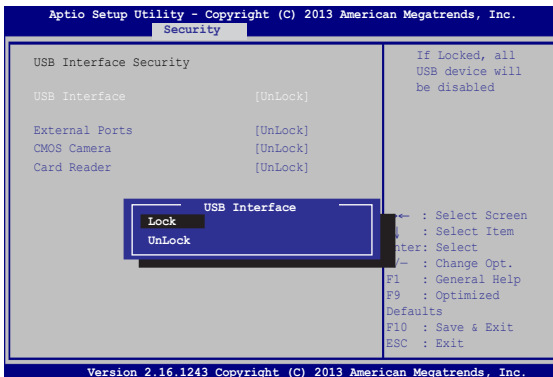 Aptio Setup Utility - Copyright (C) 2013 American Megatrends, Inc.
Security
USB Interface Security
USB Interface [UnLock]
External Ports [UnLock]
CMOS Camera [UnLock]
Card Reader [UnLock]
If Locked, all
USB device will
be disabled
USB Interface
Lock
UnLock
→← : Select Screen
: Select Item
nter: Select
/— : Change Opt.
F1 : General Help
F9 : Optimized
Defaults
F10 : Save & Exit
ESC : Exit
Version 2.16.1243 Copyright (C) 2013 American Megatrends, Inc.